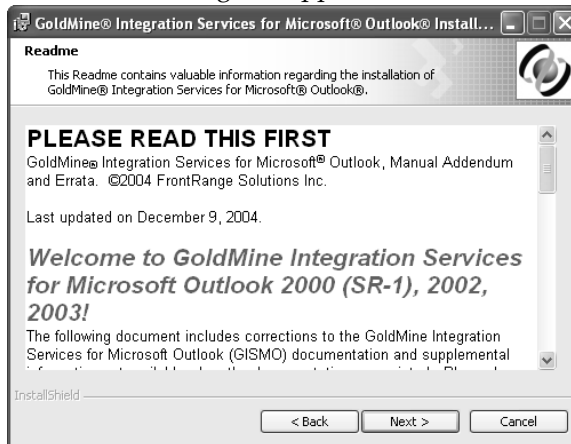 GoldMine® Integration Services for Microsoft® Outlook® Install...
Readme
This Readme contains valuable information regarding the installation of
GoldMine® Integration Services for Microsoft® Outlook®.
PLEASE READ THIS FIRST
GoldMine® Integration Services for Microsoft® Outlook, Manual Addendum
and Errata. ©2004 FrontRange Solutions Inc.
Last updated on December 9, 2004.
Welcome to GoldMine Integration Services
for Microsoft Outlook 2000 (SR-1), 2002,
2003!
The following document includes corrections to the GoldMine Integration
Services for Microsoft Outlook (GISMO) documentation and supplemental
InstallShield
< Back
Next >
Cancel